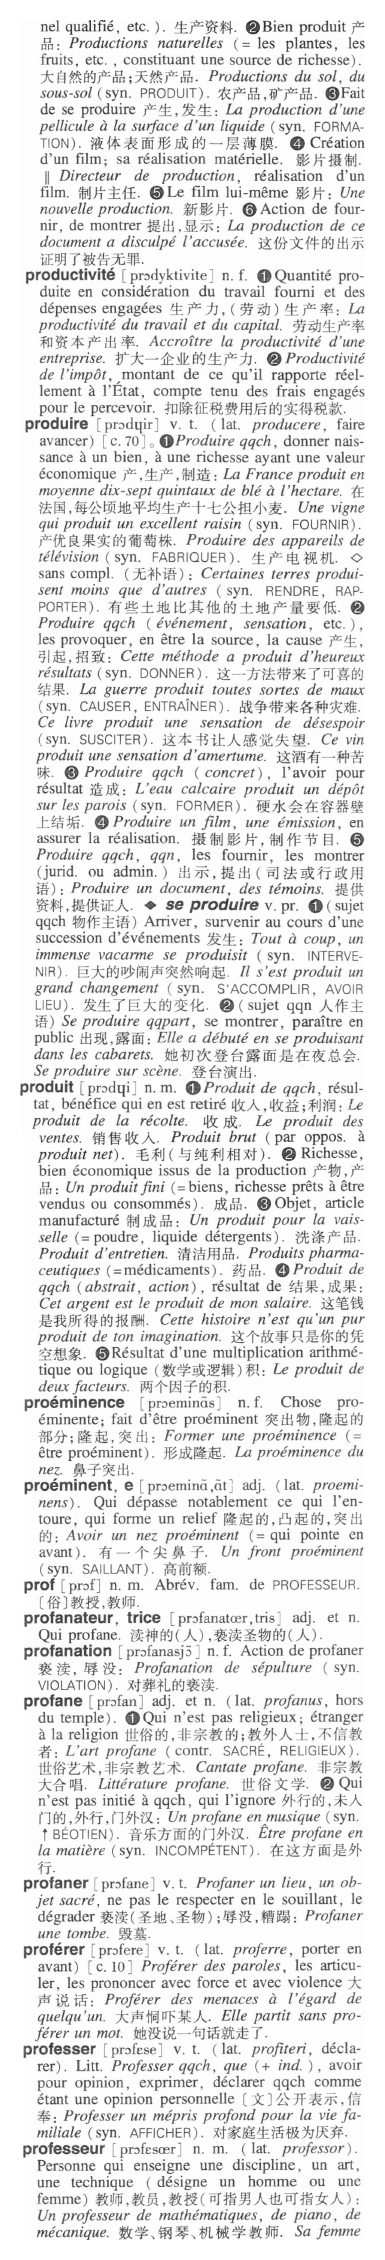 nel qualifié, etc.). 生产资料. ❷Bien produit 产
品: Productions naturelles (= les plantes, les
fruits, etc., constituant une source de richesse).
大自然的产品;天然产品. Productions du sol, du
sous-sol (syn. PRODUIT). 农产品,矿产品. ❸Fait
de se produire 产生,发生: La production d'une
pellicule à la surface d'un liquide (syn. FORMA-
TION). 液体表面形成的一层薄膜. ❹ Création
d'un film; sa réalisation matérielle. 影片摄制.
‖ Directeur de production, réalisation d'un
film. 制片主任. ❺ Le film lui-même 影片: Une
nouvelle production. 新影片. ❻ Action de four-
nir, de montrer 提出,显示: La production de ce
document a disculpé l'accusée. 这份文件的出示
证明了被告无罪.
productivité [prɔdyktivite] n. f. ❶ Quantité pro-
duite en considération du travail fourni et des
dépenses engagées 生产力,(劳动)生产率: La
productivité du travail et du capital. 劳动生产率
和资本产出率. Accroître la productivité d'une
entreprise. 扩大一企业的生产力. ❷ Productivité
de l'impôt, montant de ce qu'il rapporte réel-
lement à l'État, compte tenu des frais engagés
pour le percevoir. 扣除征税费用后的实得税款.
produire [prɔdɥir] v. t. (lat. producere, faire
avancer) [c. 70]。❶Produire qqch, donner nais-
sance à un bien, à une richesse ayant une valeur
économique 产,生产,制造: La France produit en
moyenne dix-sept quintaux de blé à l'hectare. 在
法国,每公顷地平均生产十七公担小麦. Une vigne
qui produit un excellent raisin (syn. FOURNIR).
产优良果实的葡萄株. Produire des appareils de
télévision (syn. FABRIQUER). 生产电视机. ◇
sans compl. (无补语): Certaines terres produi-
sent moins que d'autres (syn. RENDRE, RAP-
PORTER). 有些土地比其他的土地产量要低. ❷
Produire qqch (événement, sensation, etc.),
les provoquer, en être la source, la cause 产生,
引起,招致: Cette méthode a produit d'heureux
résultats (syn. DONNER). 这一方法带来了可喜的
结果. La guerre produit toutes sortes de maux
(syn. CAUSER, ENTRAÎNER). 战争带来各种灾难.
Ce livre produit une sensation de désespoir
(syn. SUSCITER). 这本书让人感觉失望. Ce vin
produit une sensation d'amertume. 这酒有一种苦
味. ❸ Produire qqch (concret), l'avoir pour
résultat 造成: L'eau calcaire produit un dépôt
sur les parois (syn. FORMER). 硬水会在容器壁
上结垢. ❹ Produire un film, une émission, en
assurer la réalisation. 摄制影片,制作节目. ❺
Produire qqch, qqn, les fournir, les montrer
(jurid. ou admin.) 出示,提出(司法或行政用
语): Produire un document, des témoins. 提供
资料,提供证人. ◆ se produire v. pr. ❶ (sujet
qqch 物作主语) Arriver, survenir au cours d'une
succession d'événements 发生: Tout à coup, un
immense vacarme se produisit (syn. INTERVE-
NIR). 巨大的吵闹声突然响起. Il s'est produit un
grand changement (syn. S'ACCOMPLIR, AVOIR
LIEU). 发生了巨大的变化. ❷ (sujet qqn 人作主
语) Se produire qqpart, se montrer, paraître en
public 出现,露面: Elle a débuté en se produisant
dans les cabarets. 她初次登台露面是在夜总会.
Se produire sur scène. 登台演出.
produit [prɔdɥi] n. m. ❶ Produit de qqch, résul-
tat, bénéfice qui en est retiré 收入,收益;利润: Le
produit de la récolte. 收成. Le produit des
ventes. 销售收入. Produit brut (par oppos. à
produit net). 毛利(与纯利相对). ❷ Richesse,
bien économique issus de la production 产物,产
品: Un produit fini (=biens, richesse prêts à être
vendus ou consommés). 成品. ❸ Objet, article
manufacturé 制成品: Un produit pour la vais-
selle (=poudre, liquide détergents). 洗涤产品.
Produit d'entretien. 清洁用品. Produits pharma-
ceutiques (=médicaments). 药品. ❹ Produit de
qqch (abstrait, action), résultat de 结果,成果:
Cet argent est le produit de mon salaire. 这笔钱
是我所得的报酬. Cette histoire n'est qu'un pur
produit de ton imagination. 这个故事只是你的凭
空想象. ❺Résultat d'une multiplication arithmé-
tique ou logique (数学或逻辑)积: Le produit de
deux facteurs. 两个因子的积.
proéminence [prɔeminɑ̃s] n. f. Chose pro-
éminente; fait d'être proéminent 突出物,隆起的
部分;隆起,突出: Former une proéminence (=
être proéminent). 形成隆起. La proéminence du
nez. 鼻子突出.
proéminent, e [prɔeminɑ̃,ɑ̃t] adj. (lat. proemi-
nens). Qui dépasse notablement ce qui l'en-
toure, qui forme un relief 隆起的,凸起的,突出
的: Avoir un nez proéminent (= qui pointe en
avant). 有一个尖鼻子. Un front proéminent
(syn. SAILLANT). 高前额.
prof [prɔf] n. m. Abrév. fam. de PROFESSEUR.
〔俗〕教授,教师.
profanateur, trice [prɔfanatœr,tris] adj. et n.
Qui profane. 渎神的(人),亵渎圣物的(人).
profanation [prɔfanasjɔ̃] n. f. Action de profaner
亵渎,辱没: Profanation de sépulture (syn.
VIOLATION). 对葬礼的亵渎.
profane [prɔfan] adj. et n. (lat. profanus, hors
du temple). ❶Qui n'est pas religieux; étranger
à la religion 世俗的,非宗教的;教外人士,不信教
者: L'art profane (contr. SACRÉ, RELIGIEUX).
世俗艺术,非宗教艺术. Cantate profane. 非宗教
大合唱. Littérature profane. 世俗文学. ❷ Qui
n'est pas initié à qqch, qui l'ignore 外行的,未入
门的,外行,门外汉: Un profane en musique (syn.
↑BÉOTIEN). 音乐方面的门外汉. Être profane en
la matière (syn. INCOMPÉTENT). 在这方面是外
行.
profaner [prɔfane] v. t. Profaner un lieu, un ob-
jet sacré, ne pas le respecter en le souillant, le
dégrader 亵渎(圣地、圣物);辱没,糟蹋: Profaner
une tombe. 毁墓.
proférer [prɔfere] v. t. (lat. proferre, porter en
avant) [c. 10] Proférer des paroles, les articu-
ler, les prononcer avec force et avec violence 大
声说话: Proférer des menaces à l'égard de
quelqu'un. 大声恫吓某人. Elle partit sans pro-
férer un mot. 她没说一句话就走了.
professer [prɔfese] v. t. (lat. profiteri, décla-
rer). Litt. Professer qqch, que (+ ind.), avoir
pour opinion, exprimer, déclarer qqch comme
étant une opinion personnelle〔文〕公开表示,信
奉: Professer un mépris profond pour la vie fa-
miliale (syn. AFFICHER). 对家庭生活极为厌弃.
professeur [prɔfesœr] n. m. (lat. professor).
Personne qui enseigne une discipline, un art,
une technique (désigne un homme ou une
femme) 教师,教员,教授(可指男人也可指女人):
Un professeur de mathématiques, de piano, de
mécanique. 数学、钢琴、机械学教师. Sa femme